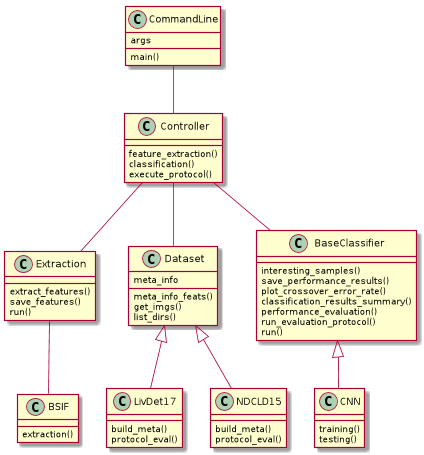 C CommandLine
args
main()
C Controller
feature_extraction()
classification()
execute_protocol()
C Extraction
extract_features()
save_features()
run()
C Dataset
meta_info
meta_info_feats()
get_imgs()
list_dirs()
C BaseClassifier
interesting_samples()
save_performance_results()
plot_crossover_error_rate()
classification_results_summary()
performance_evaluation()
run_evaluation_protocol()
run()
C BSIF
extraction()
C LivDet17
build_meta()
protocol_eval()
C NDCLD15
build_meta()
protocol_eval()
C CNN
training()
testing()